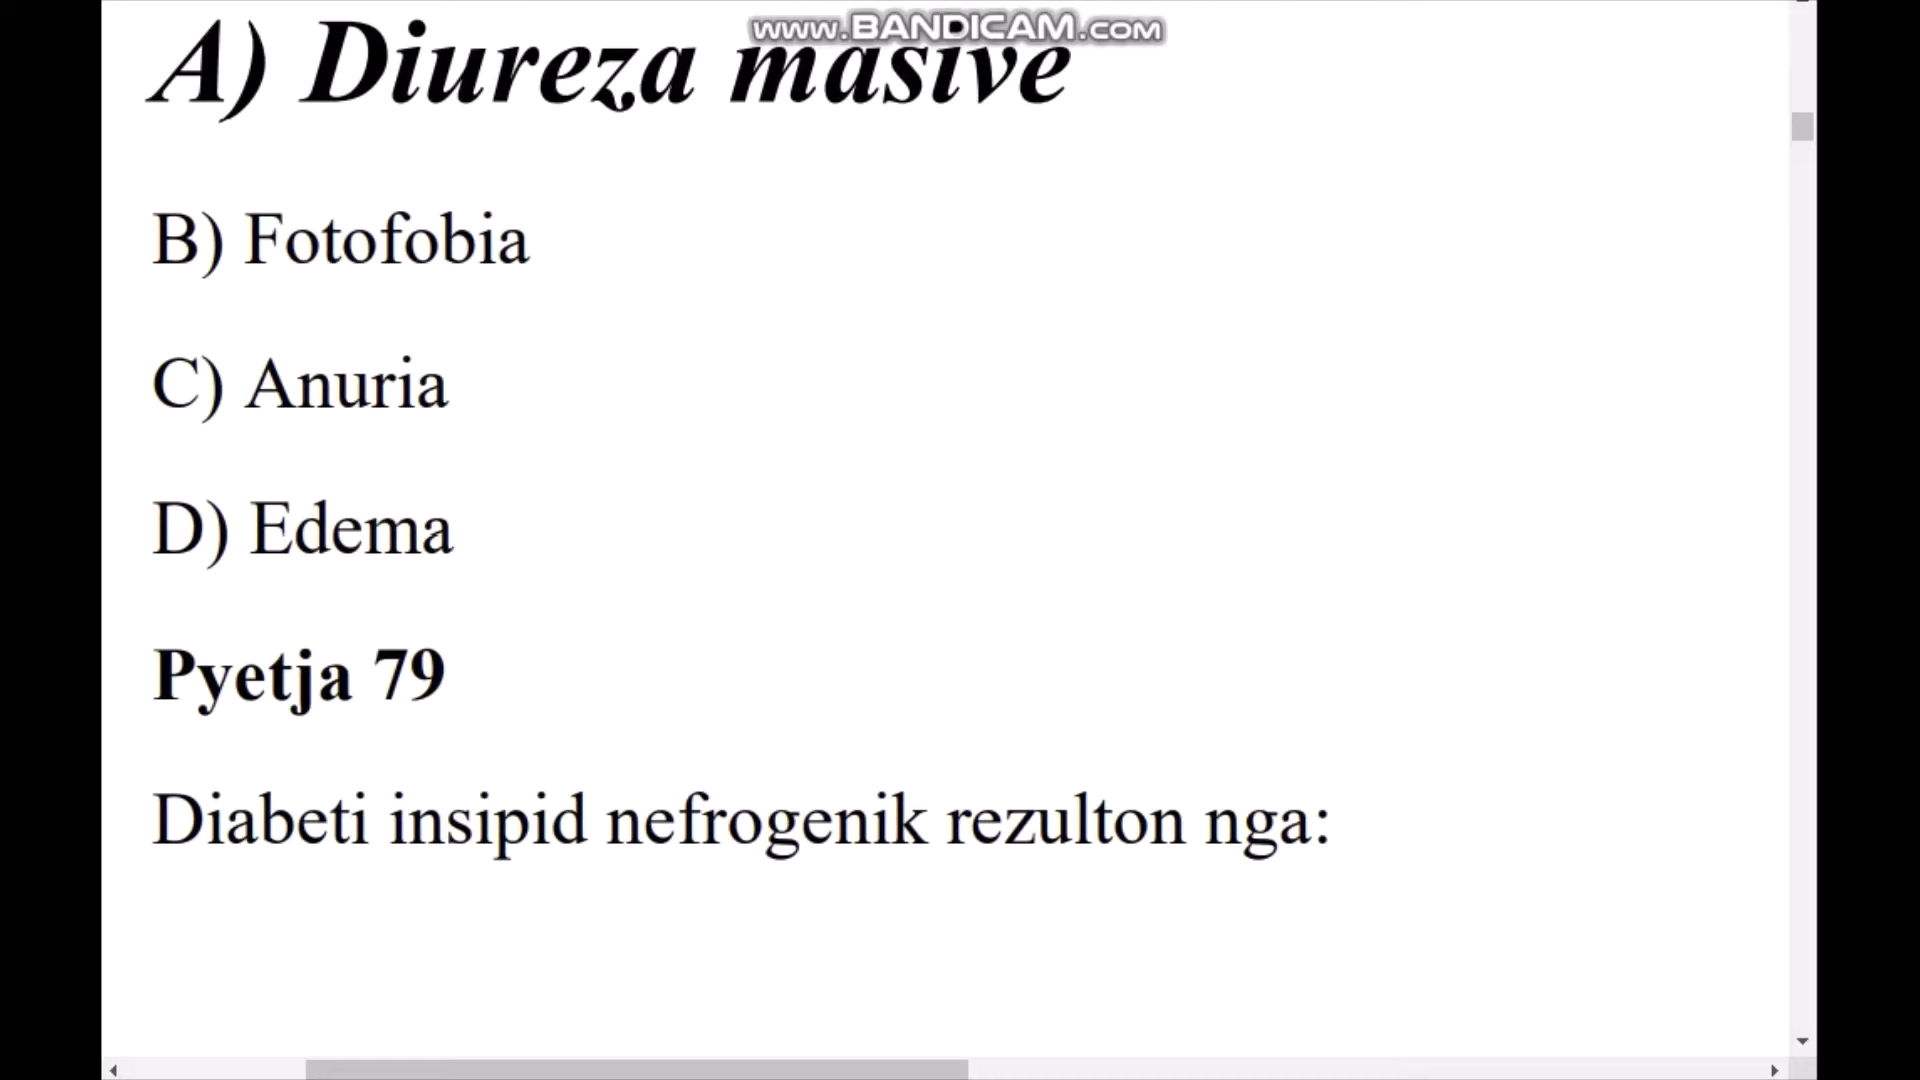 www.BANDICAM.com
A) Diureza masive
B) Fotofobia
C) Anuria
D) Edema
Pyetja 79
Diabeti insipid nefrogenik rezulton nga: